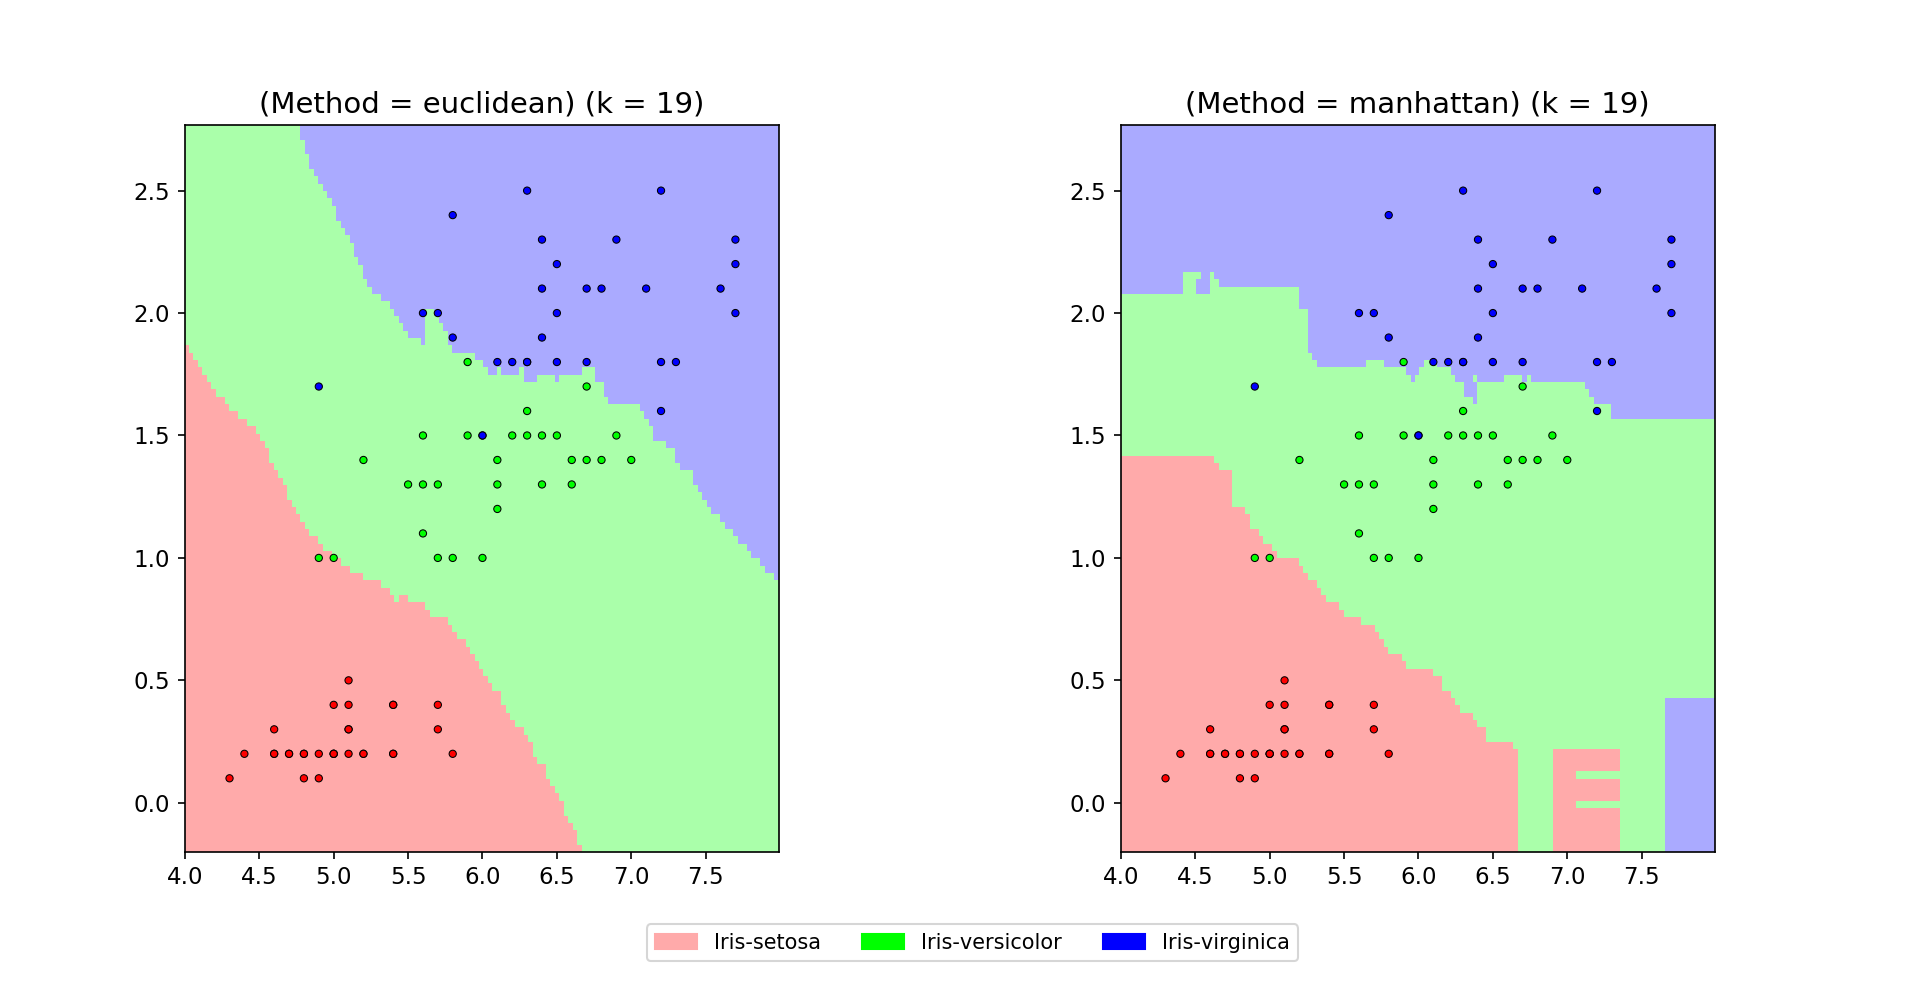 (Method = euclidean) (k = 19)
2.5
2.0
1.5
1.0
0.5
0.0
4.0 4.5 5.0 5.5 6.0 6.5 7.0 7.5
(Method = manhattan) (k = 19)
2.5
2.0
1.5
1.0
0.5
0.0
4.0 4.5 5.0 5.5 6.0 6.5 7.0 7.5
Iris-setosa Iris-versicolor Iris-virginica